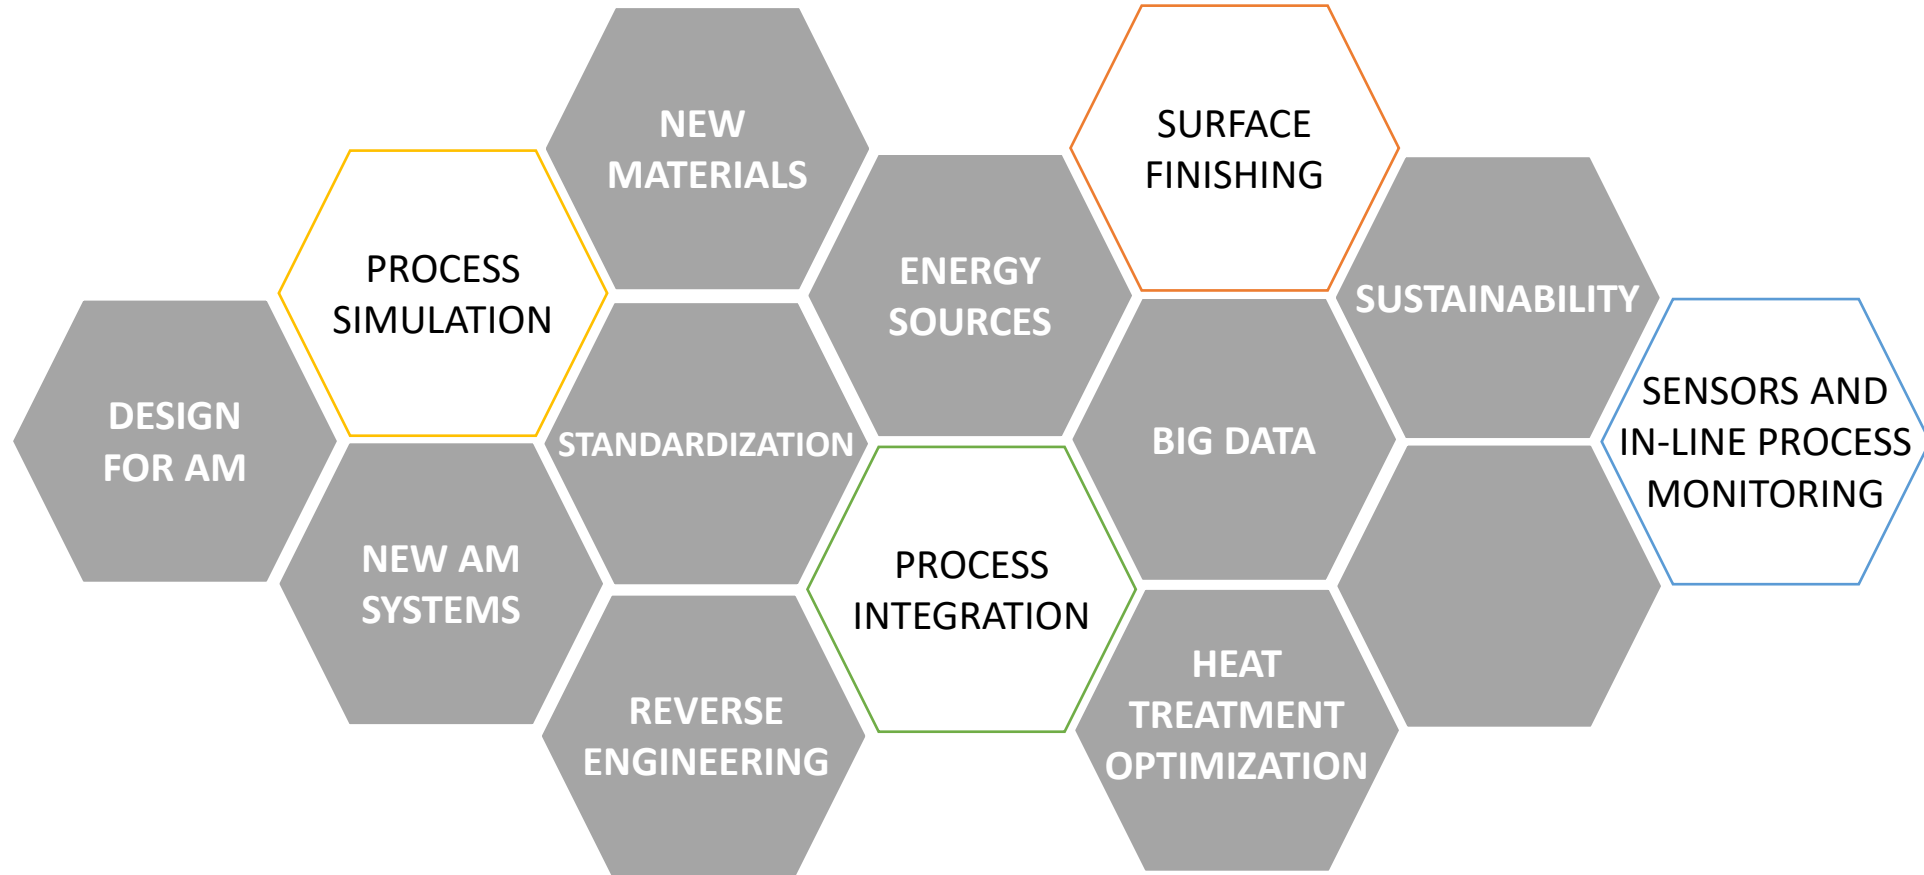 NEW
MATERIALS
SURFACE
FINISHING
PROCESS
SIMULATION
ENERGY
SOURCES
SUSTAINABILITY
DESIGN
FOR AM
STANDARDIZATION
BIG DATA
SENSORS AND
IN-LINE PROCESS
MONITORING
NEW AM
SYSTEMS
PROCESS
INTEGRATION
REVERSE
ENGINEERING
HEAT
TREATMENT
OPTIMIZATION